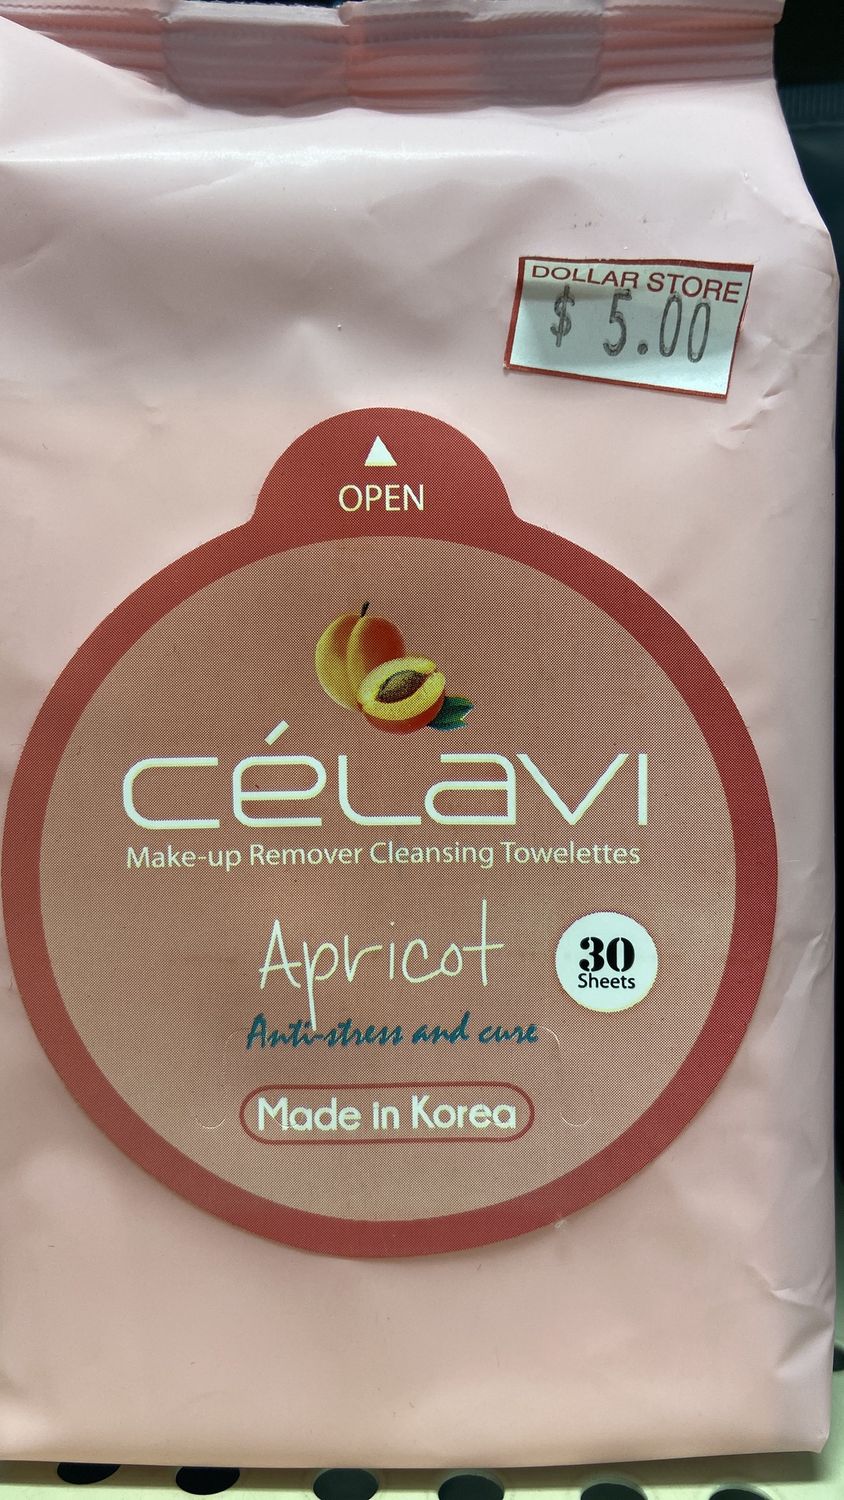 DOLLAR STORE
$ 5.00
OPEN
céLavi
Make-up Remover Cleansing Towelettes
Apricot
30
Sheets
Anti-stress and cure
Made in Korea